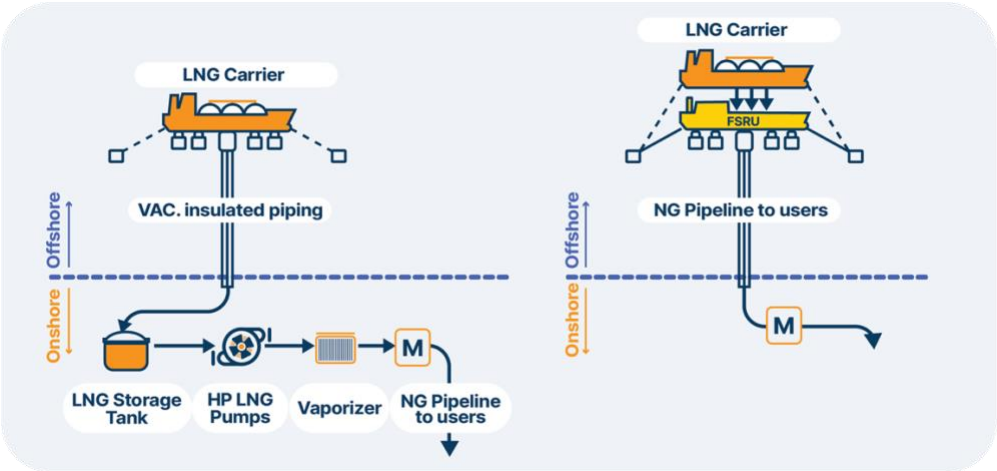 LNG Carrier
VAC. insulated piping
Offshore
Onshore
M
LNG Storage
Tank
HP LNG
Pumps
Vaporizer
NG Pipeline
to users
LNG Carrier
FSRU
NG Pipeline to users
Offshore
Onshore
M